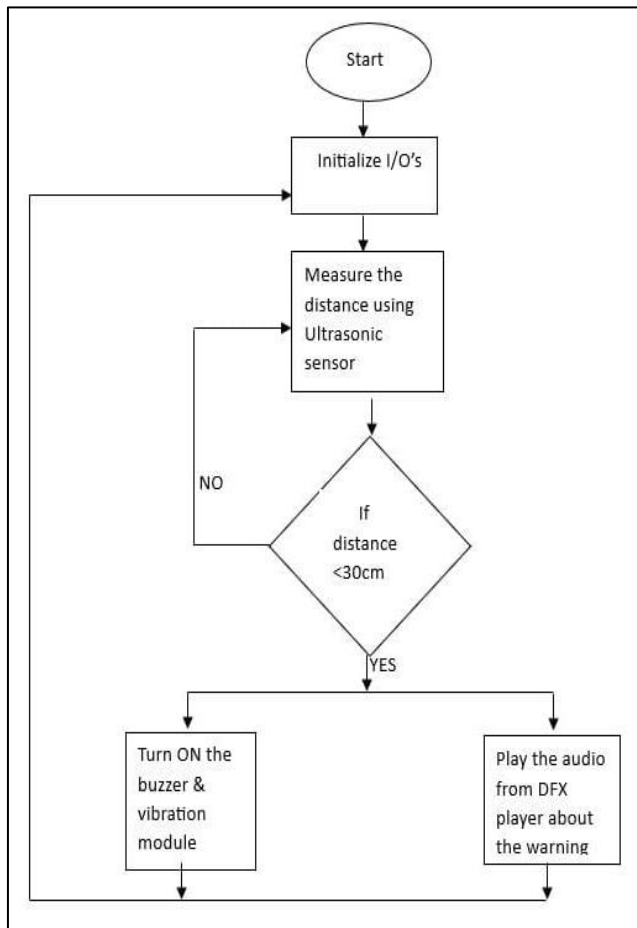 Start
Initialize I/O's
Measure the
distance using
Ultrasonic
sensor
NO
If
distance
<30cm
YES
Turn ON the
buzzer &
vibration
module
Play the audio
from DFX
player about
the warning